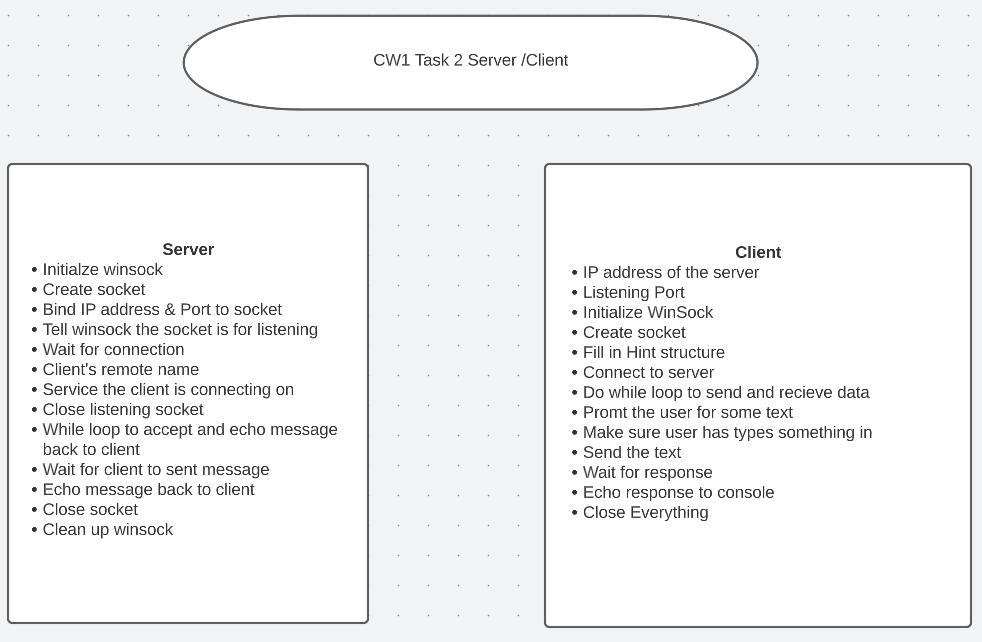 CW1 Task 2 Server /Client
Server
• Initialze winsock
• Create socket
• Bind IP address & Port to socket
• Tell winsock the socket is for listening
• Wait for connection
• Client's remote name
• Service the client is connecting on
• Close listening socket
• While loop to accept and echo message
back to client
• Wait for client to sent message
• Echo message back to client
• Close socket
• Clean up winsock
Client
• IP address of the server
• Listening Port
• Initialize WinSock
• Create socket
• Fill in Hint structure
• Connect to server
• Do while loop to send and recieve data
• Promt the user for some text
• Make sure user has types something in
• Send the text
• Wait for response
• Echo response to console
• Close Everything